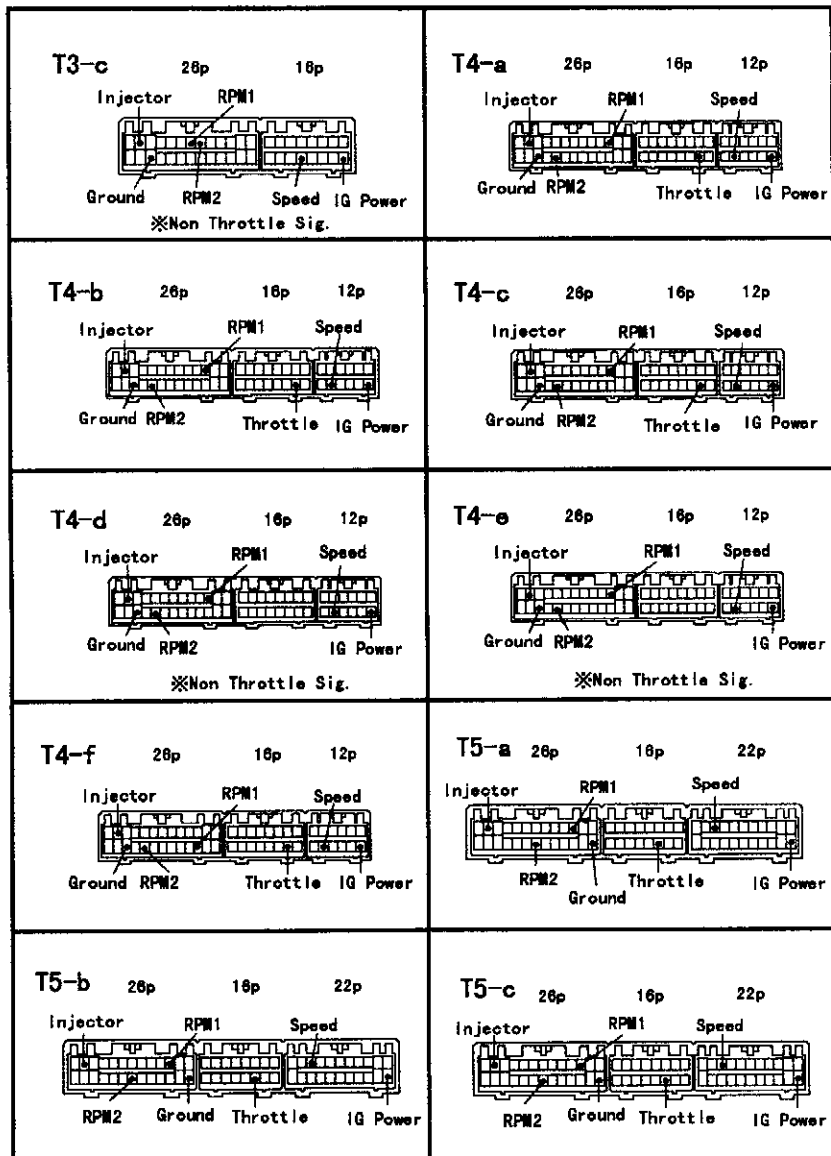 T3-c
26p 16p
Injector RPM1
Ground RPM2 Speed IG Power
※Non Throttle Sig.
T4-a
26p 16p 12p
Injector RPM1 Speed
Ground RPM2 Throttle IG Power
T4-b
26p 16p 12p
Injector RPM1 Speed
Ground RPM2 Throttle IG Power
T4-c
26p 16p 12p
Injector RPM1 Speed
Ground RPM2 Throttle IG Power
T4-d
26p 16p 12p
Injector RPM1 Speed
Ground RPM2 IG Power
※Non Throttle Sig.
T4-e
26p 16p 12p
Injector RPM1 Speed
Ground RPM2 IG Power
※Non Throttle Sig.
T4-f
26p 16p 12p
Injector RPM1 Speed
Ground RPM2 Throttle IG Power
T5-a
26p 16p 22p
Injector RPM1 Speed
RPM2 Ground Throttle IG Power
T5-b
26p 16p 22p
Injector RPM1 Speed
RPM2 Ground Throttle IG Power
T5-c
26p 16p 22p
Injector RPM1 Speed
RPM2 Ground Throttle IG Power